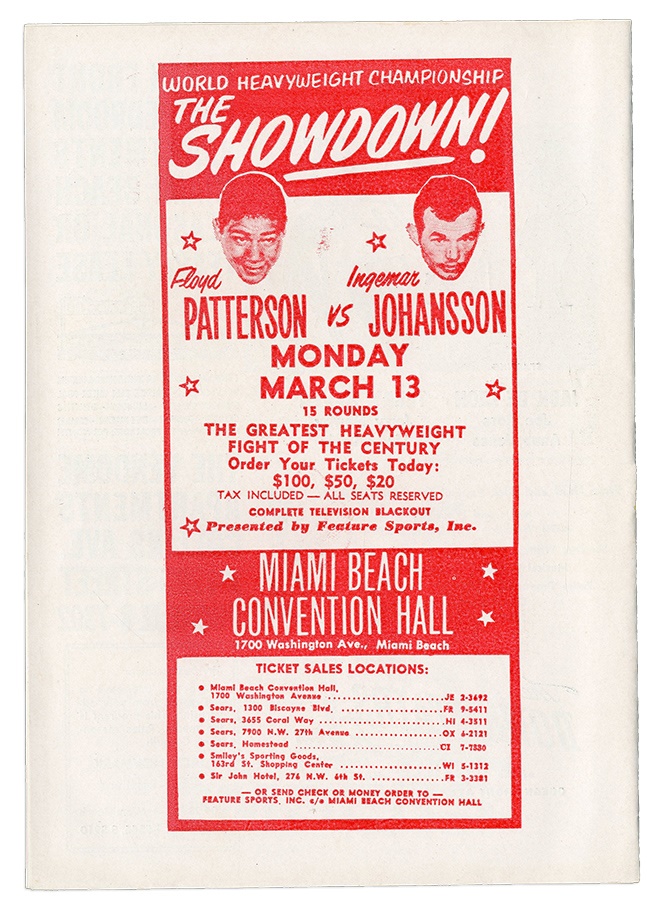 WORLD HEAVYWEIGHT CHAMPIONSHIP
THE
SHOWDOWN!
Floyd
PATTERSON
vs
Ingemar
JOHANSSON
MONDAY
MARCH 13
15 ROUNDS
THE GREATEST HEAVYWEIGHT
FIGHT OF THE CENTURY
Order Your Tickets Today:
$100, $50, $20
TAX INCLUDED — ALL SEATS RESERVED
COMPLETE TELEVISION BLACKOUT
Presented by Feature Sports, Inc.
MIAMI BEACH
CONVENTION HALL
1700 Washington Ave., Miami Beach
TICKET SALES LOCATIONS:
● Miami Beach Convention Hall,
1700 Washington Avenue ........................JE 2-3692
● Sears, 1300 Biscayne Blvd. .....................FR 9-5411
● Sears, 3655 Coral Way .........................HI 4-3511
● Sears, 7900 N.W. 27th Avenue ..................OX 6-2121
● Sears, Homestead ..............................CI 7-7330
● Smiley's Sporting Goods,
163rd St. Shopping Center ......................WI 5-1312
● Sir John Hotel, 276 N.W. 6th St. ...............FR 3-3381
— OR SEND CHECK OR MONEY ORDER TO —
FEATURE SPORTS, INC. c/o MIAMI BEACH CONVENTION HALL